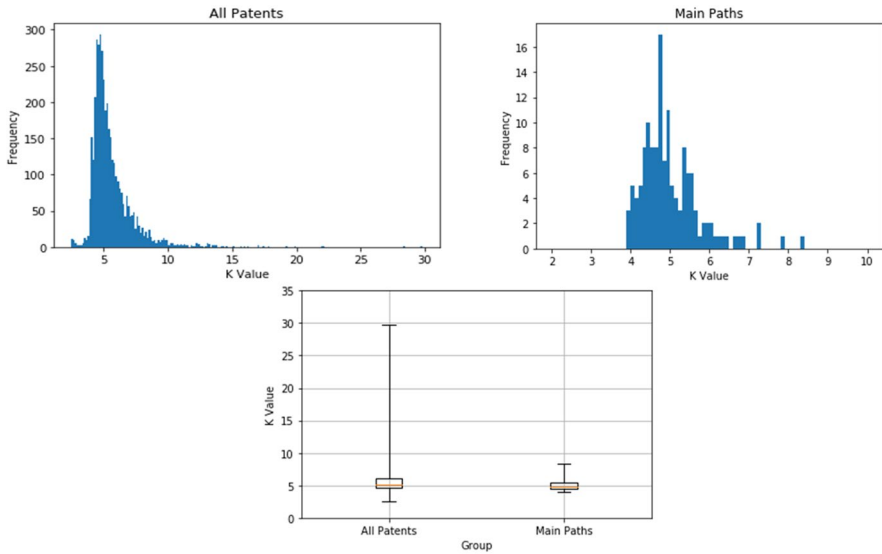 All Patents
Frequency
300
250
200
150
100
50
0
5 10 15 20 25 30
K Value
Main Paths
Frequency
16
14
12
10
8
6
4
2
0
2 3 4 5 6 7 8 9 10
K Value
K Value
35
30
25
20
15
10
5
0
All Patents Main Paths
Group